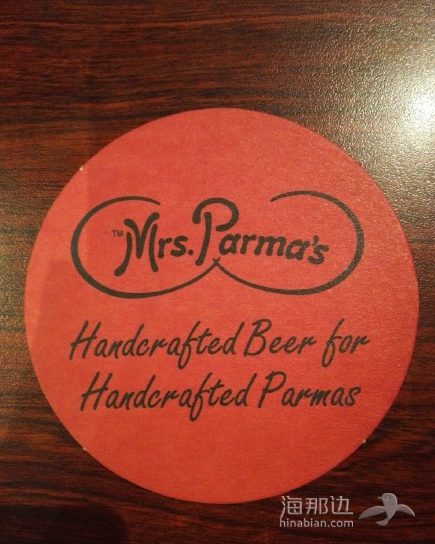 ™ Mrs. Parma's
Handcrafted Beer for
Handcrafted Parmas
海那边
hinabian.com